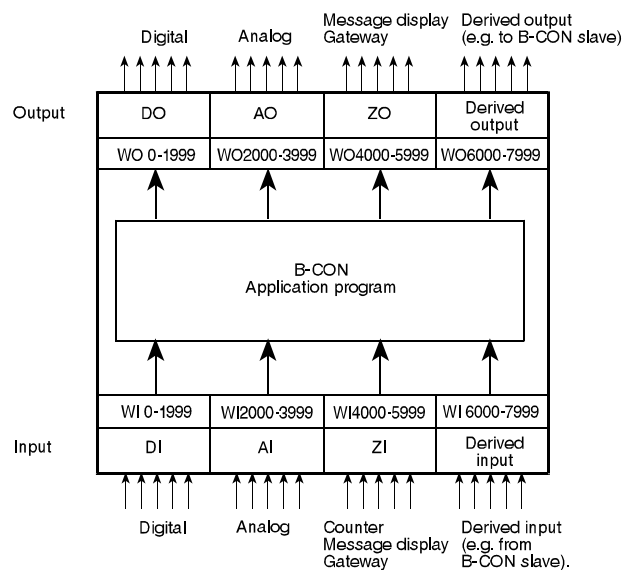 Digital
Analog
Message display
Gateway
Derived output
(e.g. to B-CON slave)
Output
DO
AO
ZO
Derived
output
WO 0-1999
WO2000-3999
WO4000-5999
WO6000-7999
B-CON
Application program
WI 0-1999
WI2000-3999
WI4000-5999
WI 6000-7999
Input
DI
AI
ZI
Derived
input
Digital
Analog
Counter
Message display
Gateway
Derived input
(e.g. from
B-CON slave).